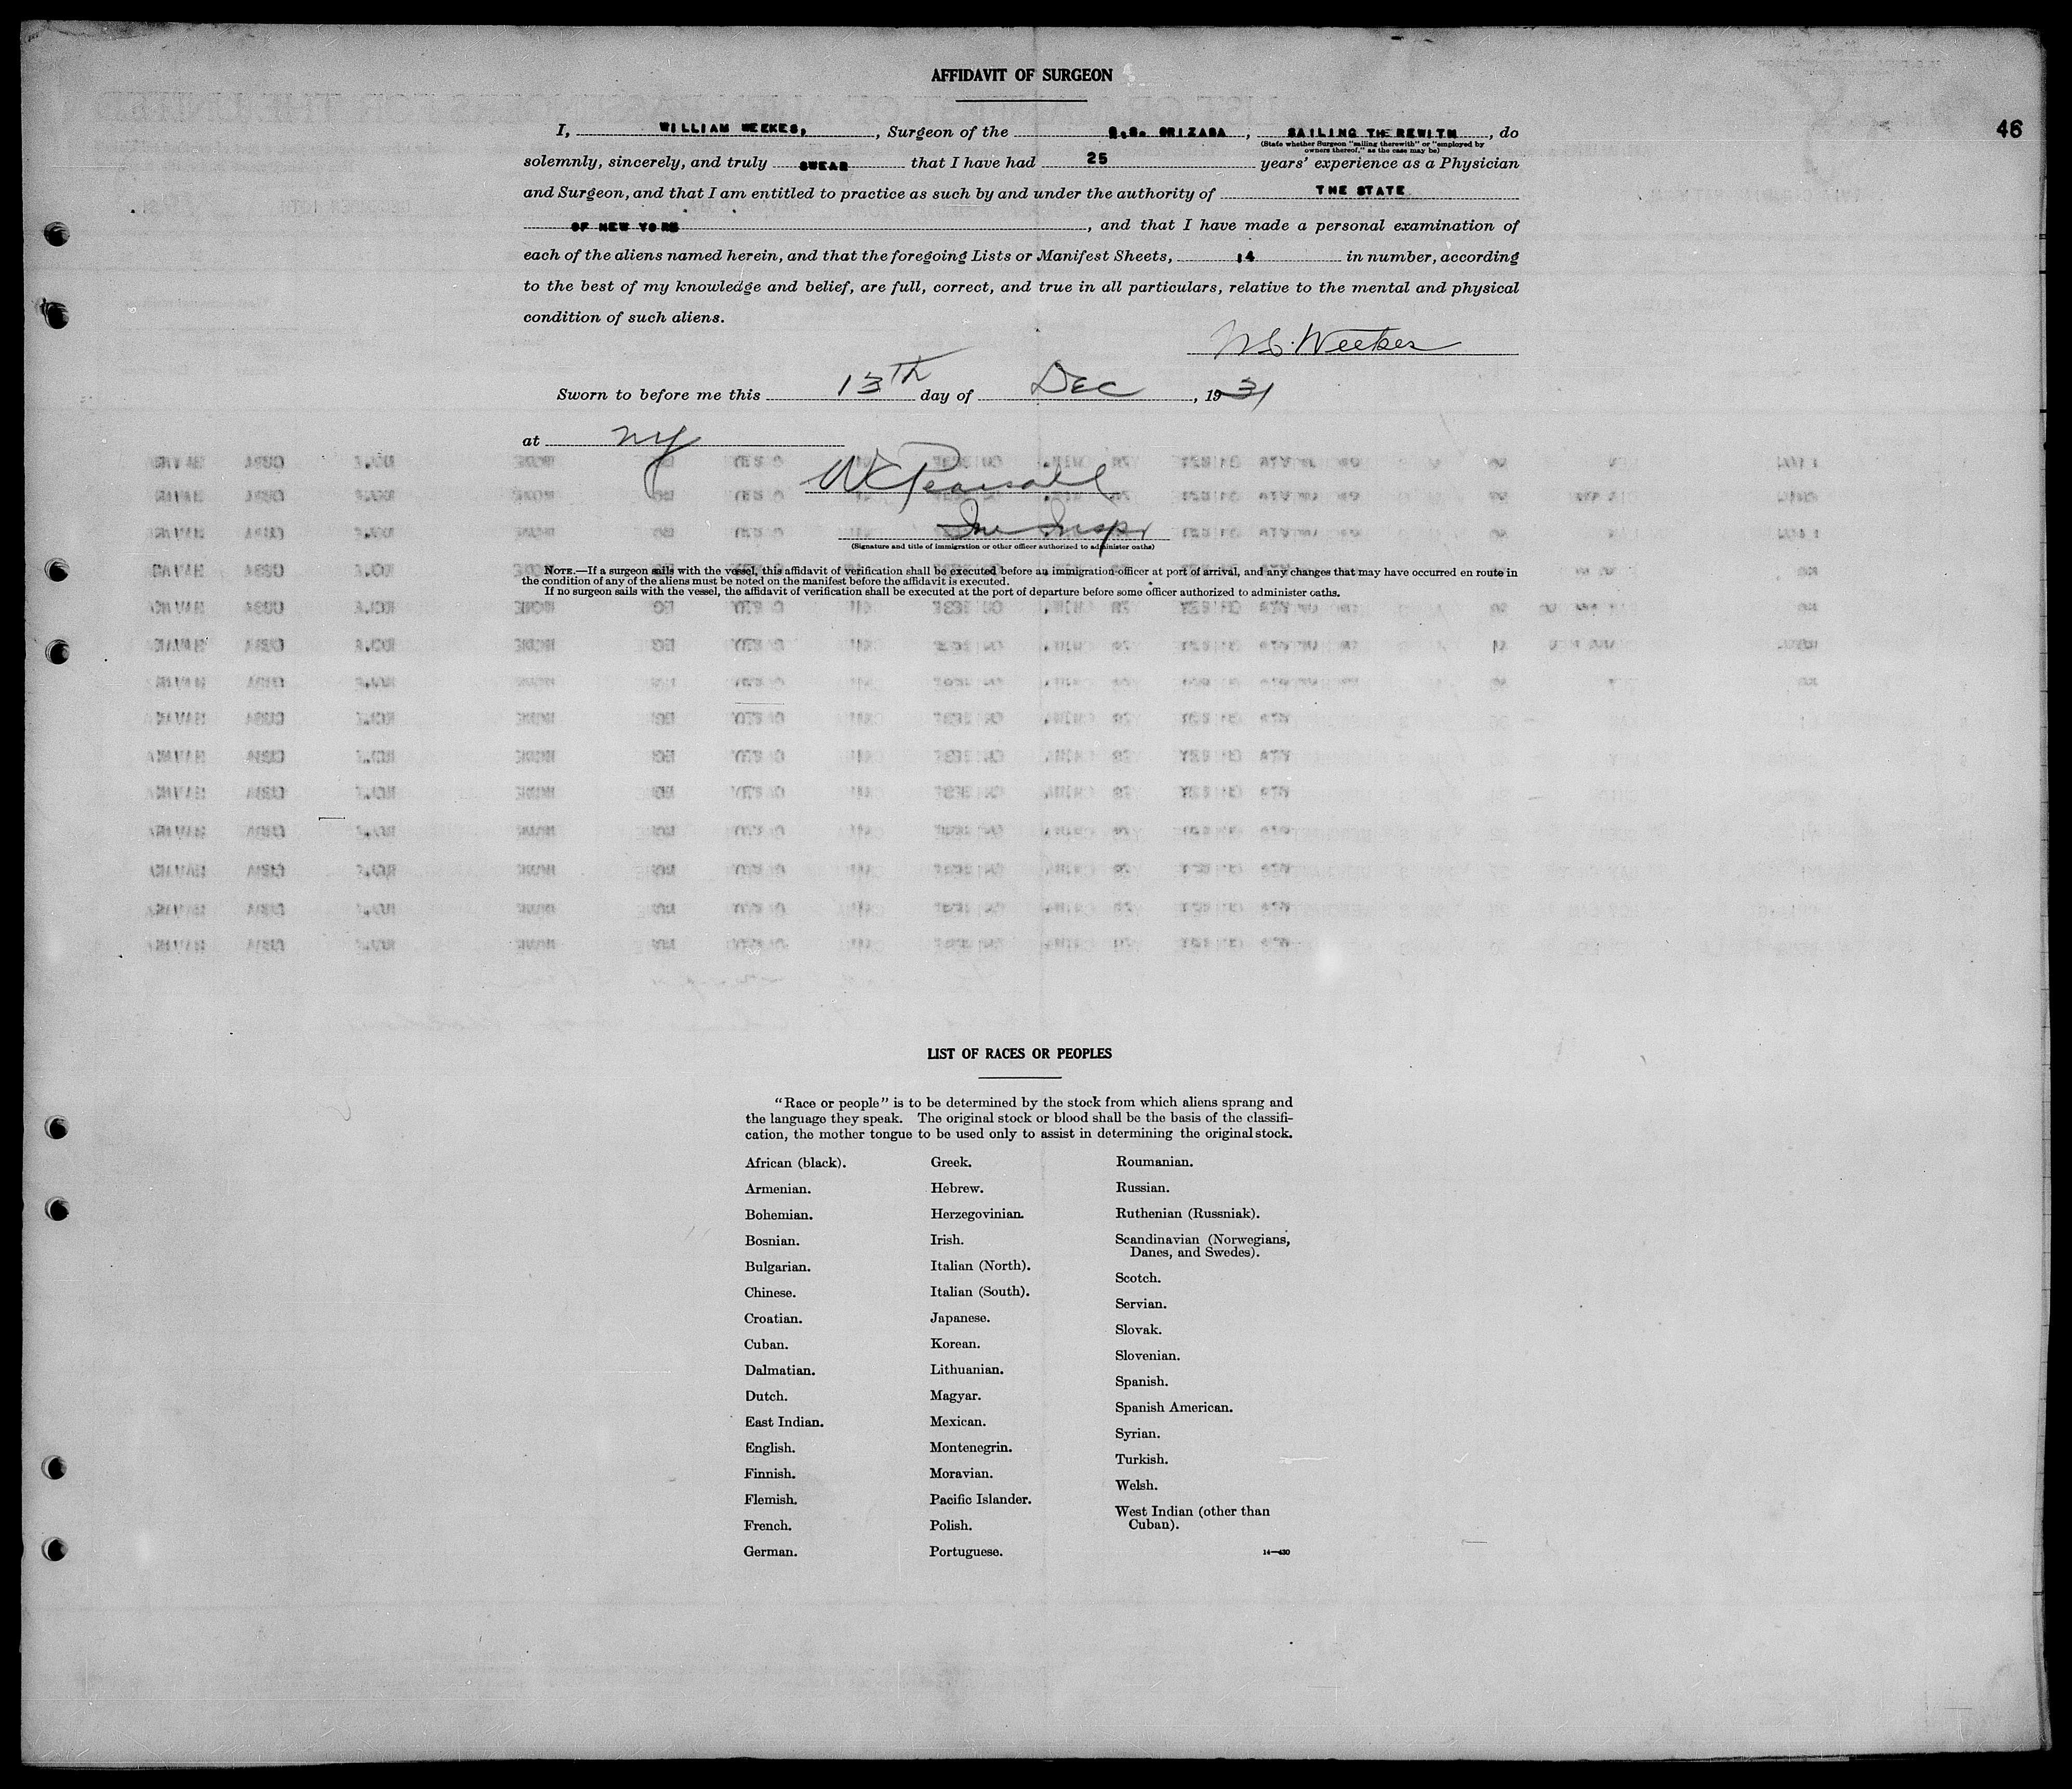 AFFIDAVIT OF SURGEON
46
I, WILLIAM WEEKES, , Surgeon of the S.S. ORIZABA , SAILING THEREWITH , do
(State whether Surgeon "sailing therewith" or "employed by
owners thereof," as the case may be)
solemnly, sincerely, and truly SWEAR that I have had 25 years' experience as a Physician
and Surgeon, and that I am entitled to practice as such by and under the authority of THE STATE
OF NEW YORK , and that I have made a personal examination of
each of the aliens named herein, and that the foregoing Lists or Manifest Sheets, 14 in number, according
to the best of my knowledge and belief, are full, correct, and true in all particulars, relative to the mental and physical
condition of such aliens.
Weekes
Sworn to before me this 13th day of Dec , 1931
at NY
Pearsall
Imm Inspr
(Signature and title of immigration or other officer authorized to administer oaths)
NOTE.—If a surgeon sails with the vessel, this affidavit of verification shall be executed before an immigration officer at port of arrival, and any changes that may have occurred en route in
the condition of any of the aliens must be noted on the manifest before the affidavit is executed.
If no surgeon sails with the vessel, the affidavit of verification shall be executed at the port of departure before some officer authorized to administer oaths.
LIST OF RACES OR PEOPLES
"Race or people" is to be determined by the stock from which aliens sprang and
the language they speak. The original stock or blood shall be the basis of the classifi-
cation, the mother tongue to be used only to assist in determining the original stock.
African (black).
Armenian.
Bohemian.
Bosnian.
Bulgarian.
Chinese.
Croatian.
Cuban.
Dalmatian.
Dutch.
East Indian.
English.
Finnish.
Flemish.
French.
German.
Greek.
Hebrew.
Herzegovinian.
Irish.
Italian (North).
Italian (South).
Japanese.
Korean.
Lithuanian.
Magyar.
Mexican.
Montenegrin.
Moravian.
Pacific Islander.
Polish.
Portuguese.
Roumanian.
Russian.
Ruthenian (Russniak).
Scandinavian (Norwegians,
Danes, and Swedes).
Scotch.
Servian.
Slovak.
Slovenian.
Spanish.
Spanish American.
Syrian.
Turkish.
Welsh.
West Indian (other than
Cuban).
14—430